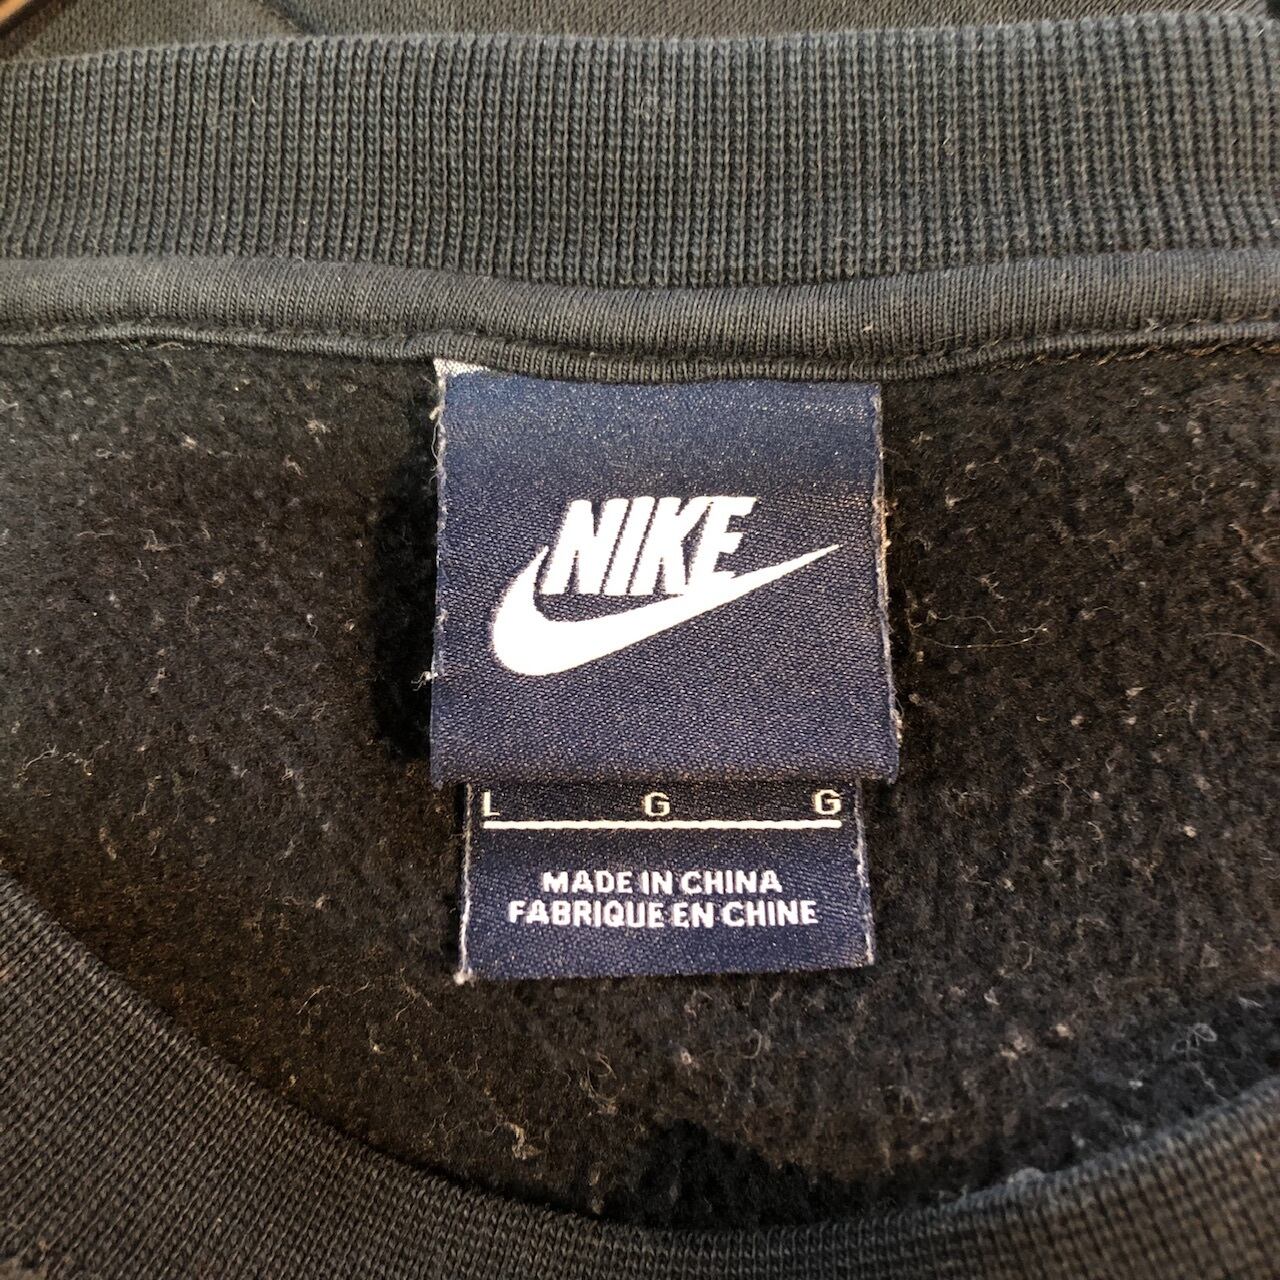 NIKE
L G G
MADE IN CHINA
FABRIQUE EN CHINE